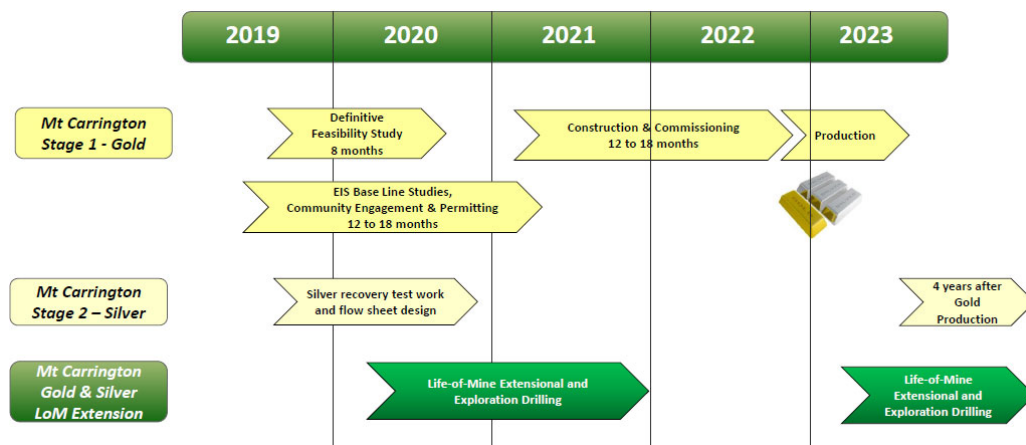 2019
2020
2021
2022
2023
Mt Carrington
Stage 1 - Gold
Definitive
Feasibility Study
8 months
Construction & Commissioning
12 to 18 months
Production
EIS Base Line Studies,
Community Engagement & Permitting
12 to 18 months
Mt Carrington
Stage 2 – Silver
Silver recovery test work
and flow sheet design
4 years after
Gold
Production
Mt Carrington
Gold & Silver
LoM Extension
Life-of-Mine Extensional and
Exploration Drilling
Life-of-Mine
Extensional and
Exploration Drilling